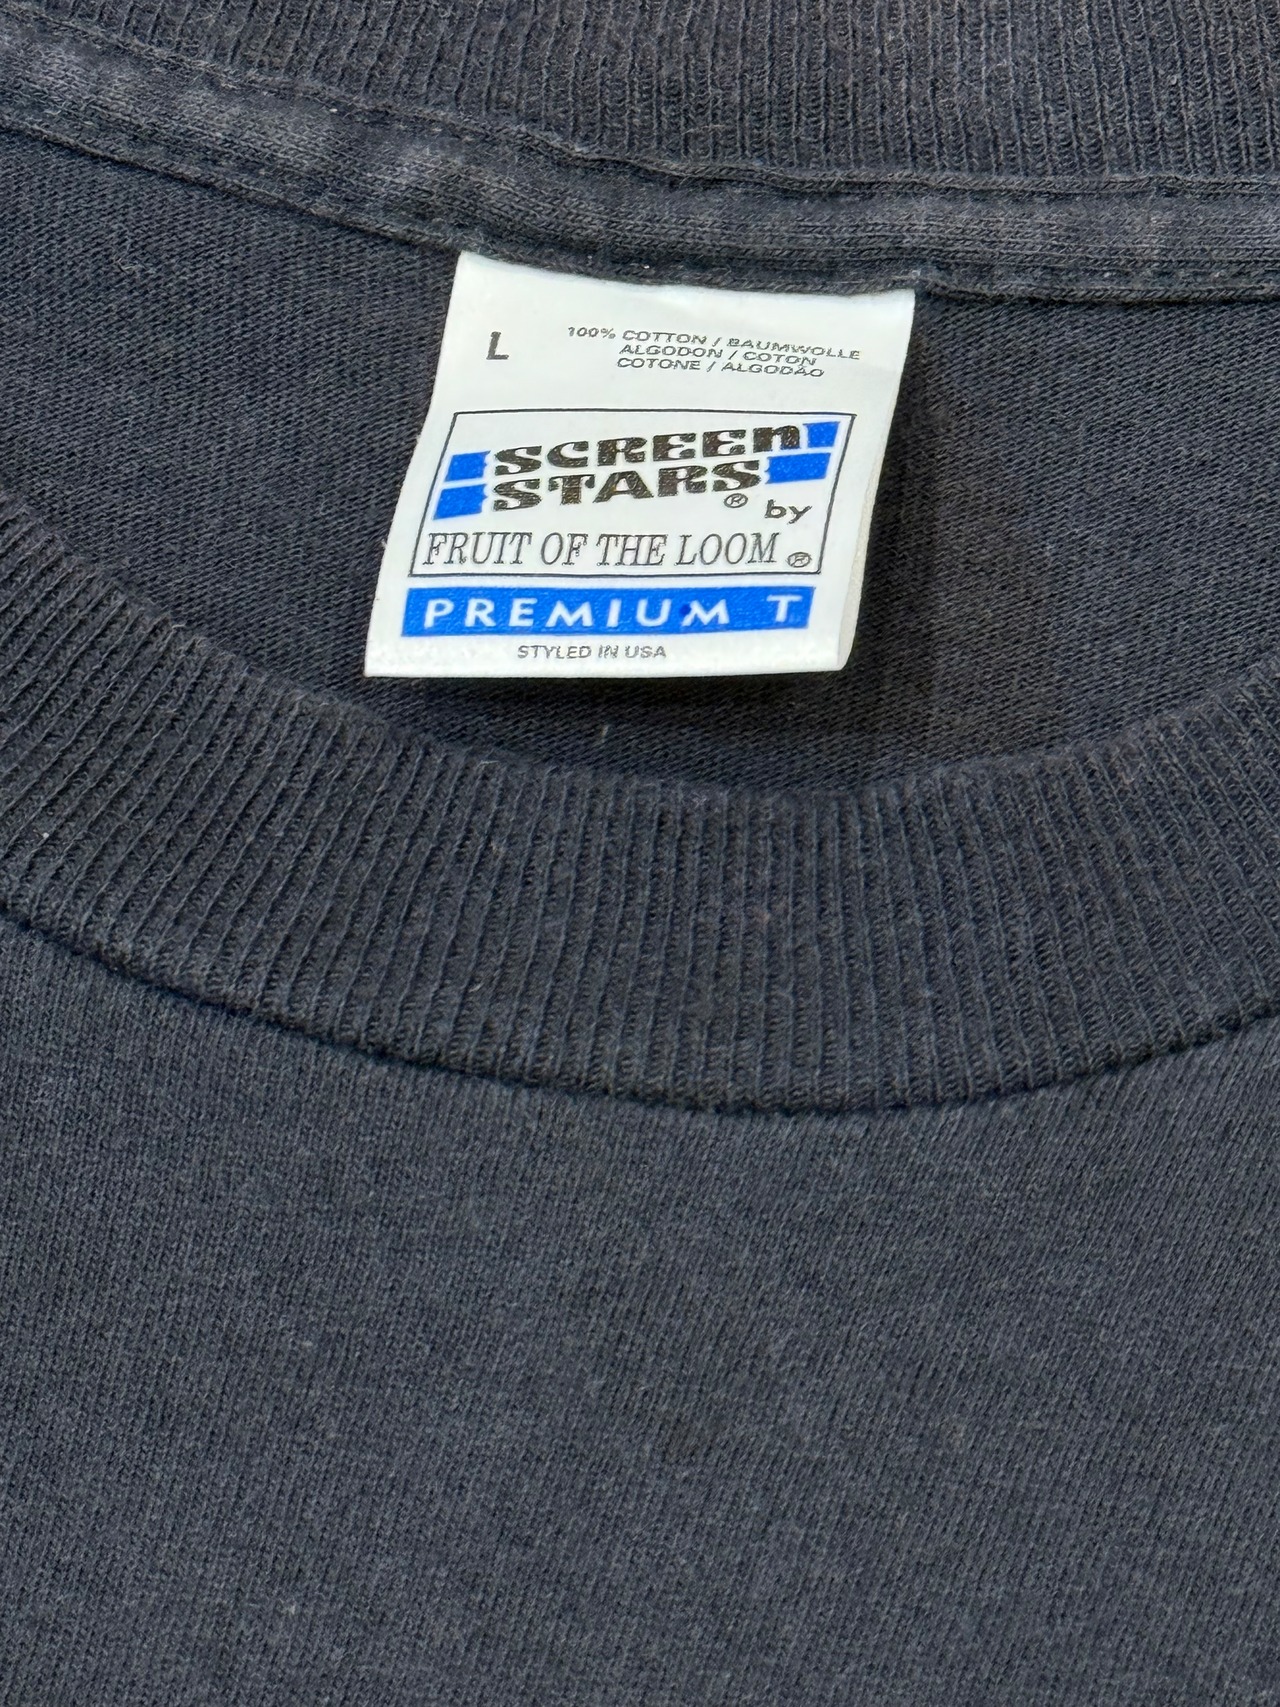 L
100% COTTON / BAUMWOLLE
ALGODON / COTON
COTONE / ALGODÃO
SCREEN
STARS® by
FRUIT OF THE LOOM®
PREMIUM T
STYLED IN USA